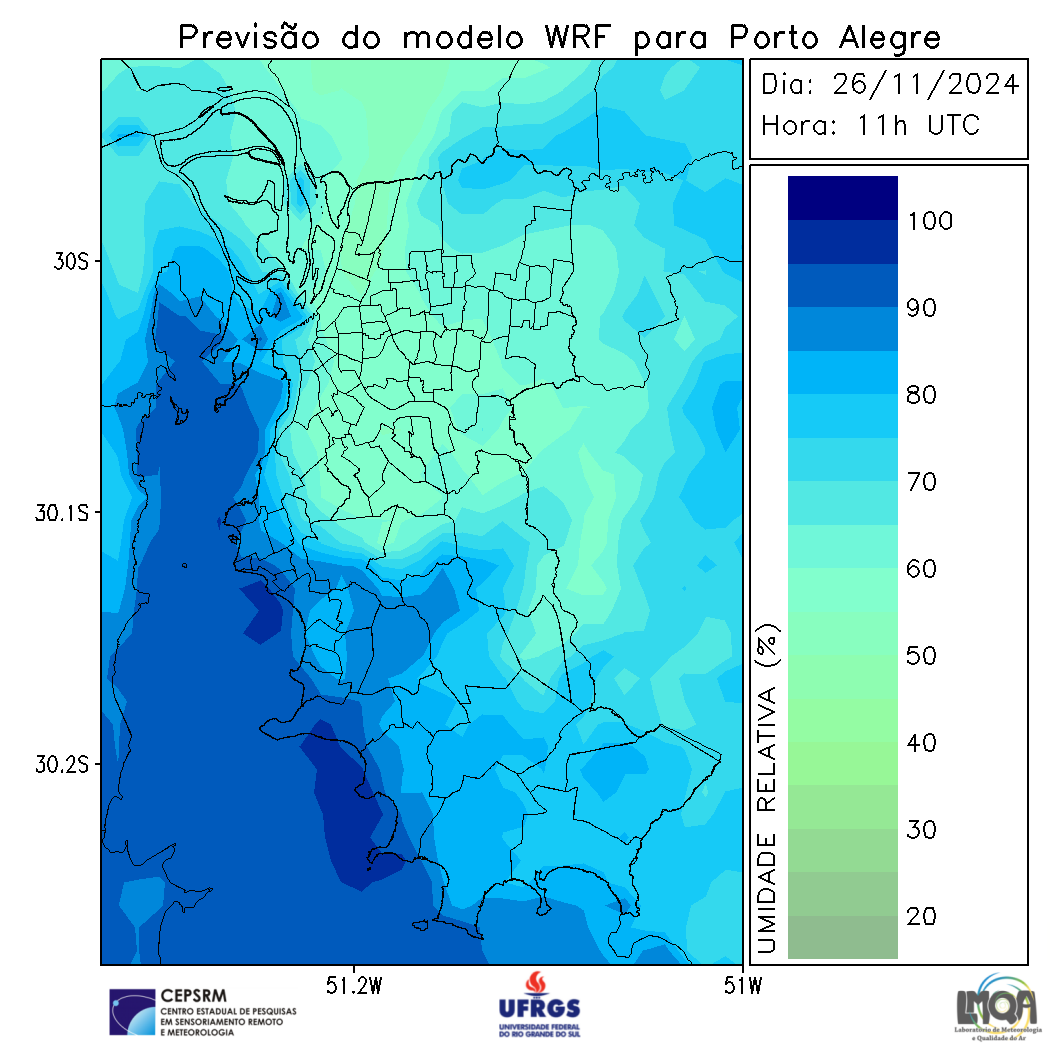 Previsão do modelo WRF para Porto Alegre
Dia: 26/11/2024
Hora: 11h UTC
30S
30.1S
30.2S
51.2W
51W
100
90
80
70
60
50
40
30
20
UMIDADE RELATIVA (%)
CEPSRM
CENTRO ESTADUAL DE PESQUISAS
EM SENSORIAMENTO REMOTO
E METEOROLOGIA
UFRGS
UNIVERSIDADE FEDERAL
DO RIO GRANDE DO SUL
LMQA
Laboratório de Meteorologia
e Qualidade do Ar